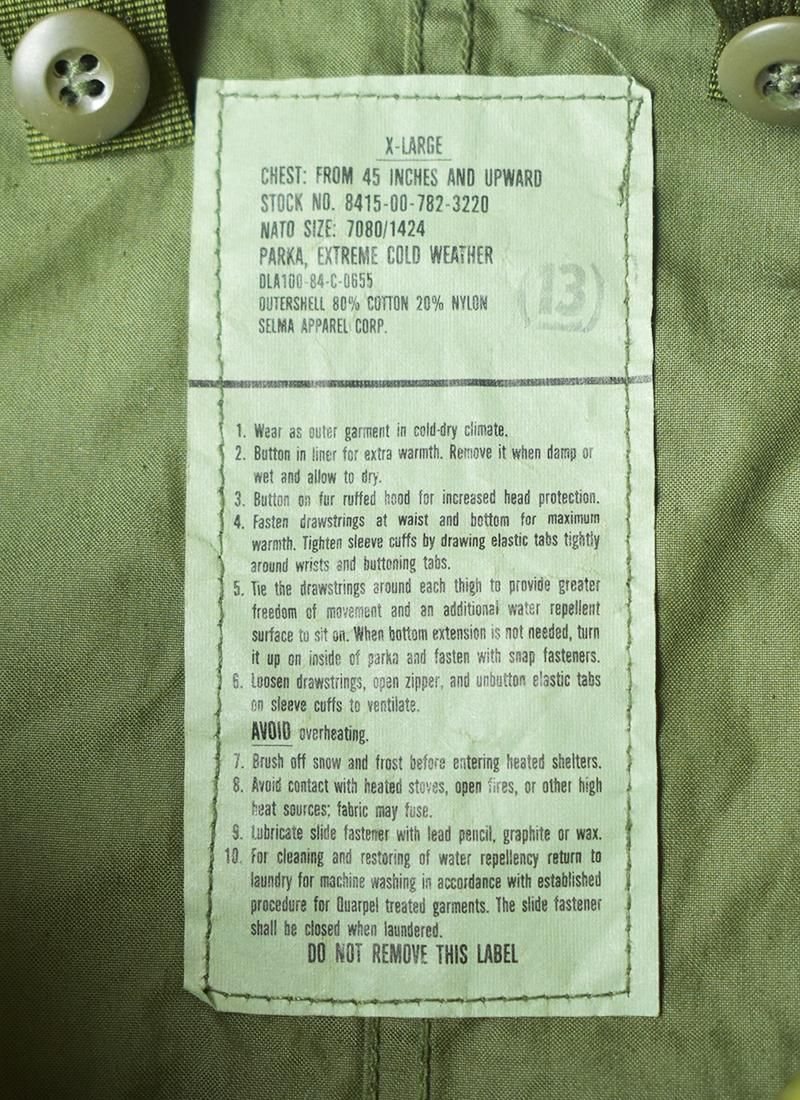 X-LARGE
CHEST: FROM 45 INCHES AND UPWARD
STOCK NO. 8415-00-782-3220
NATO SIZE: 7080/1424
PARKA, EXTREME COLD WEATHER
DLA100-84-C-0655
OUTERSHELL 80% COTTON 20% NYLON
SELMA APPAREL CORP.
(13)
1. Wear as outer garment in cold-dry climate.
2. Button in liner for extra warmth. Remove it when damp or
wet and allow to dry.
3. Button on fur ruffed hood for increased head protection.
4. Fasten drawstrings at waist and bottom for maximum
warmth. Tighten sleeve cuffs by drawing elastic tabs tightly
around wrists and buttoning tabs.
5. Tie the drawstrings around each thigh to provide greater
freedom of movement and an additional water repellent
surface to sit on. When bottom extension is not needed, turn
it up on inside of parka and fasten with snap fasteners.
6. Loosen drawstrings, open zipper, and unbutton elastic tabs
on sleeve cuffs to ventilate.
AVOID overheating.
7. Brush off snow and frost before entering heated shelters.
8. Avoid contact with heated stoves, open fires, or other high
heat sources; fabric may fuse.
9. Lubricate slide fastener with lead pencil, graphite or wax.
10. For cleaning and restoring of water repellency return to
laundry for machine washing in accordance with established
procedure for Quarpel treated garments. The slide fastener
shall be closed when laundered.
DO NOT REMOVE THIS LABEL